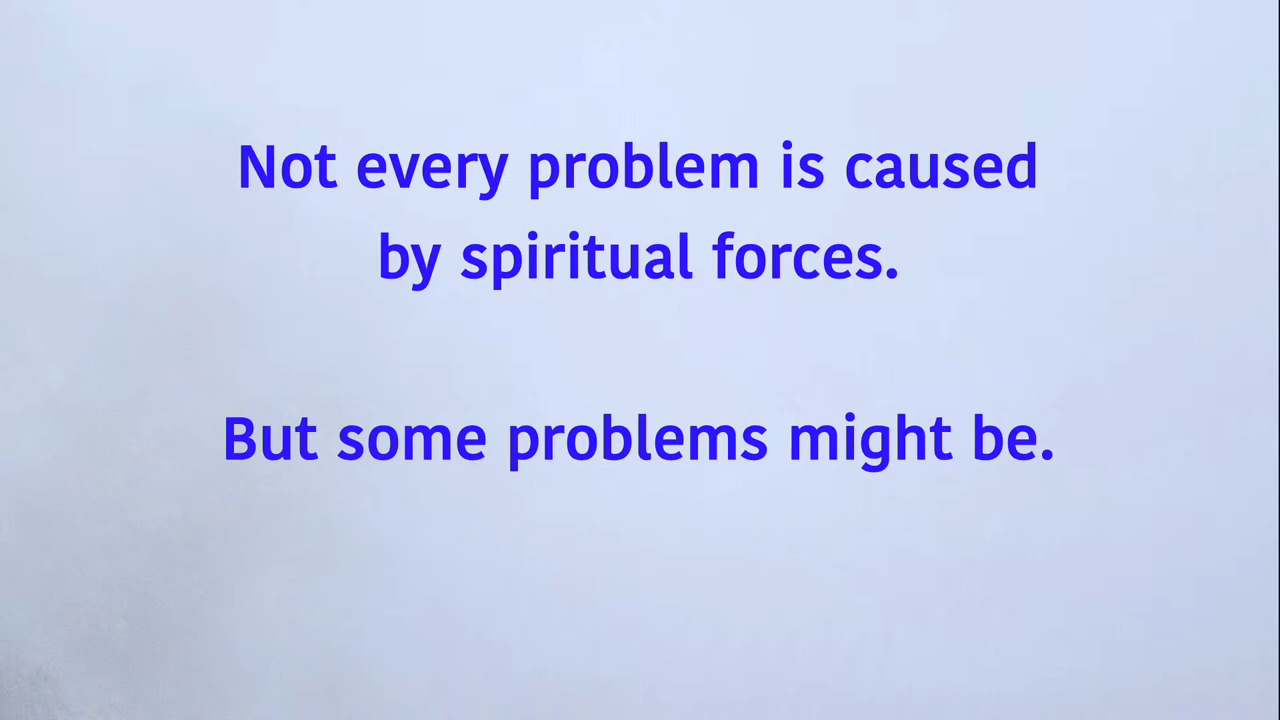 Not every problem is caused
by spiritual forces.
But some problems might be.